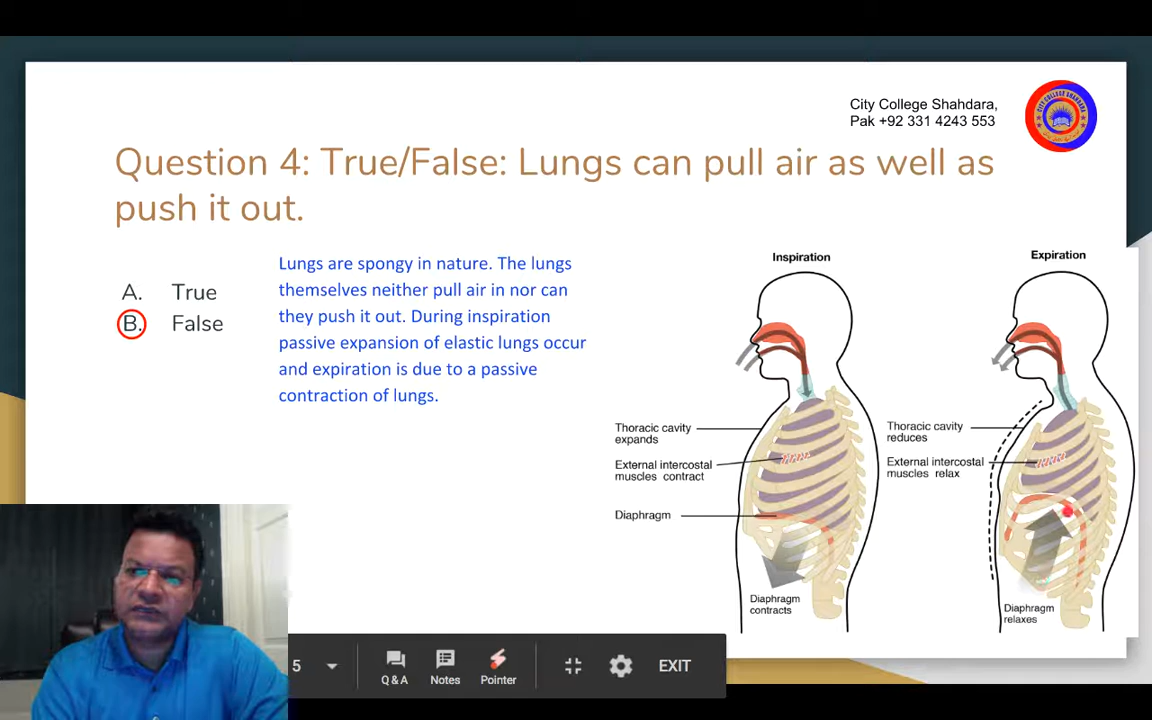 City College Shahdara,
Pak +92 331 4243 553
Question 4: True/False: Lungs can pull air as well as
push it out.
A. True
B. False
Lungs are spongy in nature. The lungs
themselves neither pull air in nor can
they push it out. During inspiration
passive expansion of elastic lungs occur
and expiration is due to a passive
contraction of lungs.
Inspiration
Thoracic cavity
expands
External intercostal
muscles contract
Diaphragm
Diaphragm
contracts
Expiration
Thoracic cavity
reduces
External intercostal
muscles relax
Diaphragm
relaxes
5
Q & A
Notes
Pointer
EXIT